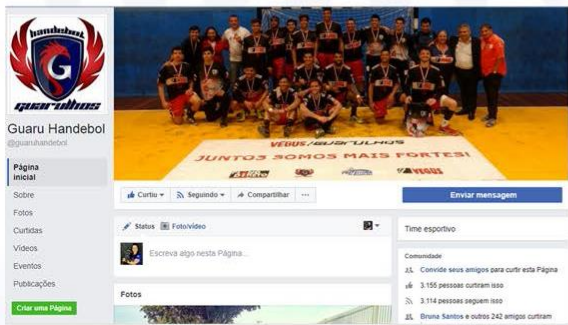 handebol
G
guarulhos
Guaru Handebol
@guaruhandebol
Página
inicial
Sobre
Fotos
Curtidas
Vídeos
Eventos
Publicações
Criar uma Página
VEGUS/GUARULHOS
JUNTOS SOMOS MAIS FORTES!
VEGUS
Curtiu
Seguindo
Compartilhar
...
Enviar mensagem
Status
Foto/vídeo
Escreva algo nesta Página...
Fotos
Time esportivo
Comunidade
Convide seus amigos para curtir esta Página
3.155 pessoas curtiram isso
3.114 pessoas seguem isso
Bruna Santos e outros 242 amigos curtiram